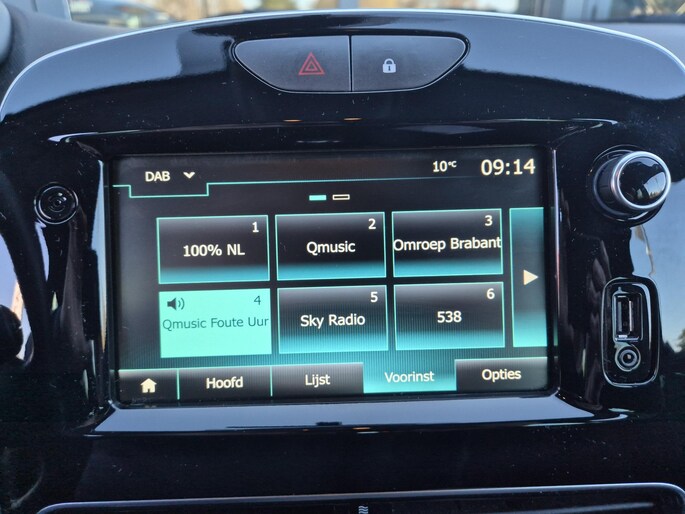 DAB
10°C
09:14
1
100% NL
2
Qmusic
3
Omroep Brabant
4
Qmusic Foute Uur
5
Sky Radio
6
538
Hoofd
Lijst
Voorinst
Opties